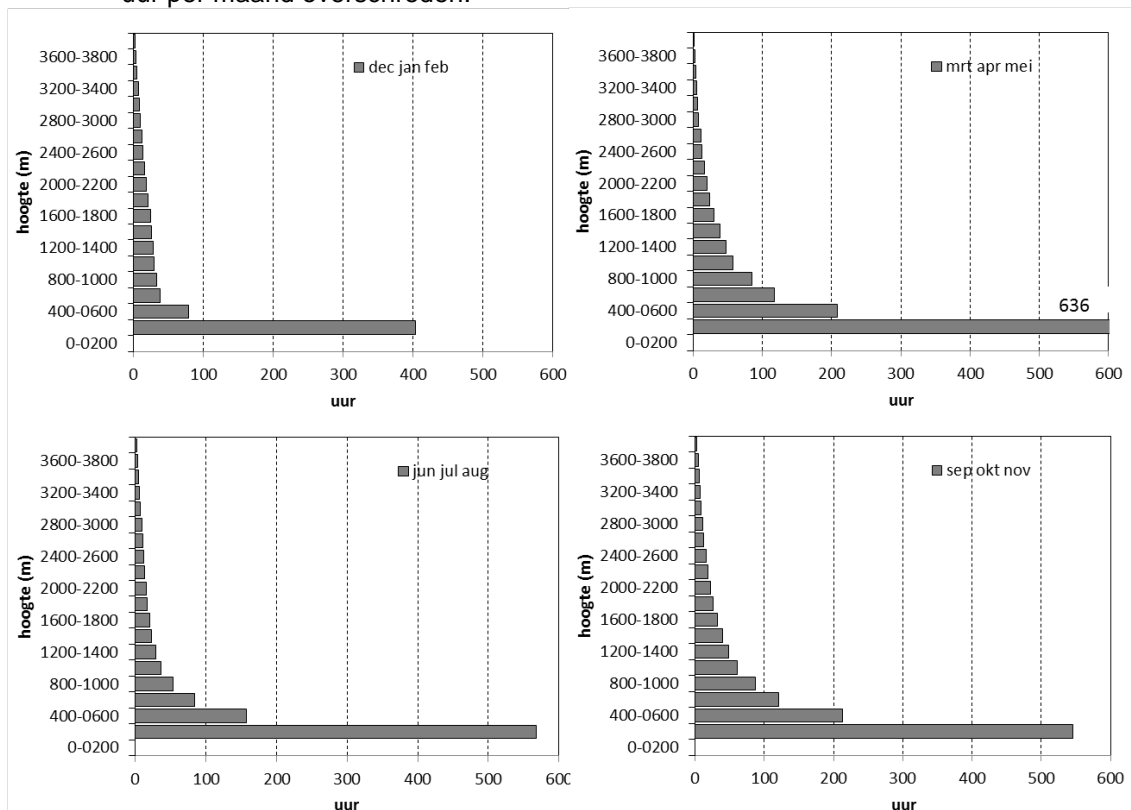 uur per maand overschreden.
3600-3800
3200-3400
2800-3000
2400-2600
2000-2200
1600-1800
1200-1400
800-1000
400-0600
0-0200
hoogte (m)
dec jan feb
0 100 200 300 400 500 600
uur
3600-3800
3200-3400
2800-3000
2400-2600
2000-2200
1600-1800
1200-1400
800-1000
400-0600
0-0200
hoogte (m)
mrt apr mei
636
0 100 200 300 400 500 600
uur
3600-3800
3200-3400
2800-3000
2400-2600
2000-2200
1600-1800
1200-1400
800-1000
400-0600
0-0200
hoogte (m)
jun jul aug
0 100 200 300 400 500 600
uur
3600-3800
3200-3400
2800-3000
2400-2600
2000-2200
1600-1800
1200-1400
800-1000
400-0600
0-0200
hoogte (m)
sep okt nov
0 100 200 300 400 500 600
uur